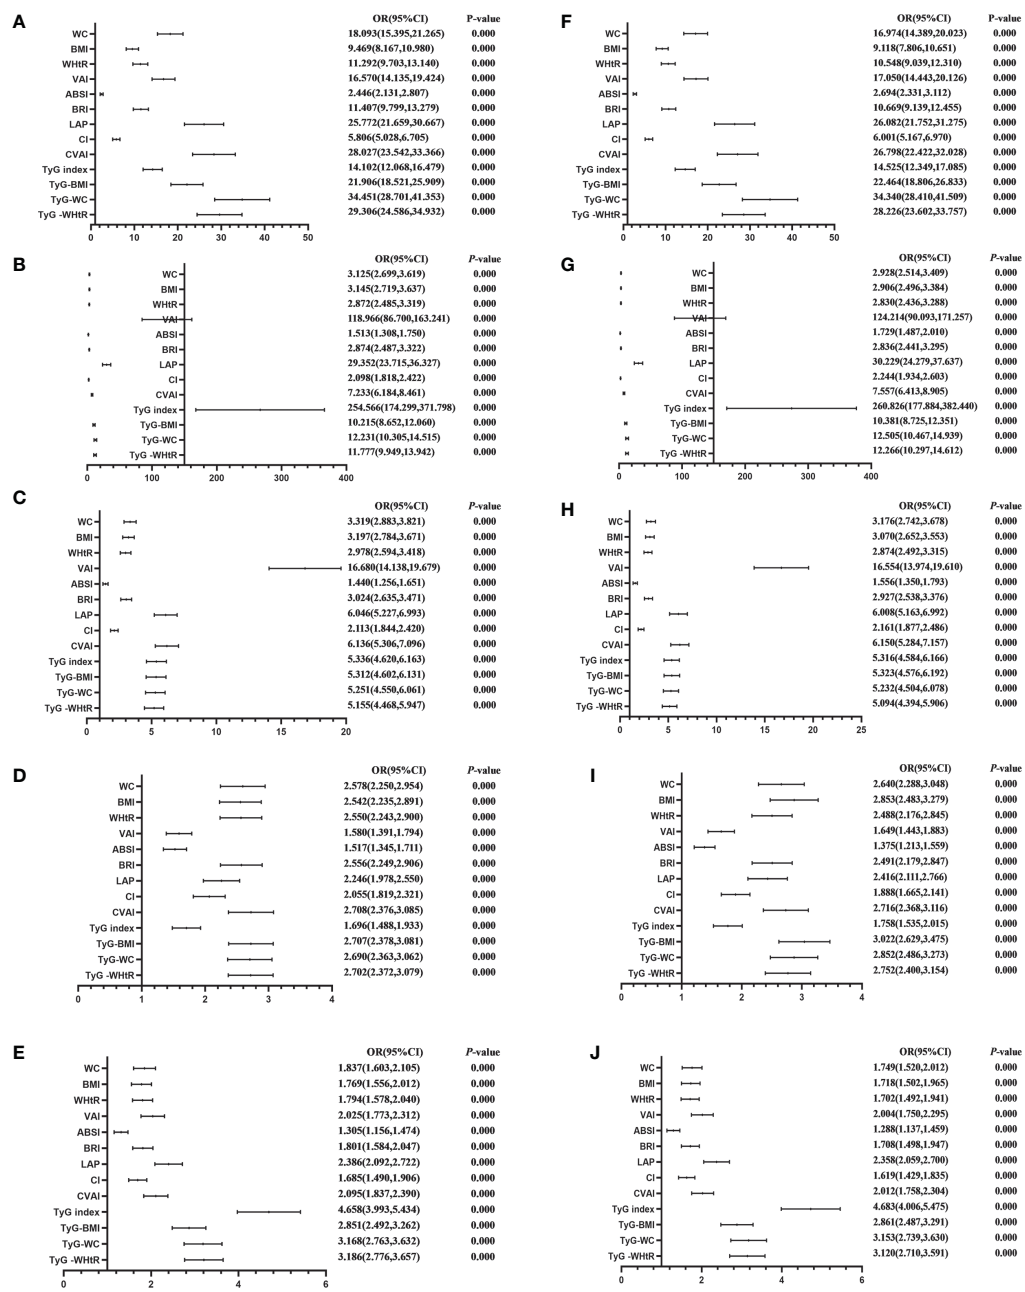 A
OR(95%CI) P-value
WC 18.093(15.395,21.265) 0.000
BMI 9.469(8.167,10.980) 0.000
WHtR 11.292(9.703,13.140) 0.000
VAI 16.570(14.135,19.424) 0.000
ABSI 2.446(2.131,2.807) 0.000
BRI 11.407(9.799,13.279) 0.000
LAP 25.772(21.659,30.667) 0.000
CI 5.806(5.028,6.705) 0.000
CVAI 28.027(23.542,33.366) 0.000
TyG index 14.102(12.068,16.479) 0.000
TyG-BMI 21.906(18.521,25.909) 0.000
TyG-WC 34.451(28.701,41.353) 0.000
TyG -WHtR 29.306(24.586,34.932) 0.000
0 10 20 30 40 50
B
OR(95%CI) P-value
WC 3.125(2.699,3.619) 0.000
BMI 3.145(2.719,3.637) 0.000
WHtR 2.872(2.485,3.319) 0.000
VAI 118.966(86.700,163.241) 0.000
ABSI 1.513(1.308,1.750) 0.000
BRI 2.874(2.487,3.322) 0.000
LAP 29.352(23.715,36.327) 0.000
CI 2.098(1.818,2.422) 0.000
CVAI 7.233(6.184,8.461) 0.000
TyG index 254.566(174.299,371.798) 0.000
TyG-BMI 10.215(8.652,12.060) 0.000
TyG-WC 12.231(10.305,14.515) 0.000
TyG -WHtR 11.777(9.949,13.942) 0.000
0 100 200 300 400
C
OR(95%CI) P-value
WC 3.319(2.883,3.821) 0.000
BMI 3.197(2.784,3.671) 0.000
WHtR 2.978(2.594,3.418) 0.000
VAI 16.680(14.138,19.679) 0.000
ABSI 1.440(1.256,1.651) 0.000
BRI 3.024(2.635,3.471) 0.000
LAP 6.046(5.227,6.993) 0.000
CI 2.113(1.844,2.420) 0.000
CVAI 6.136(5.306,7.096) 0.000
TyG index 5.336(4.620,6.163) 0.000
TyG-BMI 5.312(4.602,6.131) 0.000
TyG-WC 5.251(4.550,6.061) 0.000
TyG -WHtR 5.155(4.468,5.947) 0.000
0 5 10 15 20
D
OR(95%CI) P-value
WC 2.578(2.250,2.954) 0.000
BMI 2.542(2.235,2.891) 0.000
WHtR 2.550(2.243,2.900) 0.000
VAI 1.580(1.391,1.794) 0.000
ABSI 1.517(1.345,1.711) 0.000
BRI 2.556(2.249,2.906) 0.000
LAP 2.246(1.978,2.550) 0.000
CI 2.055(1.819,2.321) 0.000
CVAI 2.708(2.376,3.085) 0.000
TyG index 1.696(1.488,1.933) 0.000
TyG-BMI 2.707(2.378,3.081) 0.000
TyG-WC 2.690(2.363,3.062) 0.000
TyG -WHtR 2.702(2.372,3.079) 0.000
0 1 2 3 4
E
OR(95%CI) P-value
WC 1.837(1.603,2.105) 0.000
BMI 1.769(1.556,2.012) 0.000
WHtR 1.794(1.578,2.040) 0.000
VAI 2.025(1.773,2.312) 0.000
ABSI 1.305(1.156,1.474) 0.000
BRI 1.801(1.584,2.047) 0.000
LAP 2.386(2.092,2.722) 0.000
CI 1.685(1.490,1.906) 0.000
CVAI 2.095(1.837,2.390) 0.000
TyG index 4.658(3.993,5.434) 0.000
TyG-BMI 2.851(2.492,3.262) 0.000
TyG-WC 3.168(2.763,3.632) 0.000
TyG -WHtR 3.186(2.776,3.657) 0.000
0 2 4 6
F
OR(95%CI) P-value
WC 16.974(14.389,20.023) 0.000
BMI 9.118(7.806,10.651) 0.000
WHtR 10.548(9.039,12.310) 0.000
VAI 17.050(14.443,20.126) 0.000
ABSI 2.694(2.331,3.112) 0.000
BRI 10.669(9.139,12.455) 0.000
LAP 26.082(21.752,31.275) 0.000
CI 6.001(5.167,6.970) 0.000
CVAI 26.798(22.422,32.028) 0.000
TyG index 14.525(12.349,17.085) 0.000
TyG-BMI 22.464(18.806,26.833) 0.000
TyG-WC 34.340(28.410,41.509) 0.000
TyG -WHtR 28.226(23.602,33.757) 0.000
0 10 20 30 40 50
G
OR(95%CI) P-value
WC 2.928(2.514,3.409) 0.000
BMI 2.906(2.496,3.384) 0.000
WHtR 2.830(2.436,3.288) 0.000
VAI 124.214(90.093,171.257) 0.000
ABSI 1.729(1.487,2.010) 0.000
BRI 2.836(2.441,3.295) 0.000
LAP 30.229(24.279,37.637) 0.000
CI 2.244(1.934,2.603) 0.000
CVAI 7.557(6.413,8.905) 0.000
TyG index 260.826(177.884,382.440) 0.000
TyG-BMI 10.381(8.725,12.351) 0.000
TyG-WC 12.505(10.467,14.939) 0.000
TyG -WHtR 12.266(10.297,14.612) 0.000
0 100 200 300 400
H
OR(95%CI) P-value
WC 3.176(2.742,3.678) 0.000
BMI 3.070(2.652,3.553) 0.000
WHtR 2.874(2.492,3.315) 0.000
VAI 16.554(13.974,19.610) 0.000
ABSI 1.556(1.350,1.793) 0.000
BRI 2.927(2.538,3.376) 0.000
LAP 6.008(5.163,6.992) 0.000
CI 2.161(1.877,2.486) 0.000
CVAI 6.150(5.284,7.157) 0.000
TyG index 5.316(4.584,6.166) 0.000
TyG-BMI 5.323(4.576,6.192) 0.000
TyG-WC 5.232(4.504,6.078) 0.000
TyG -WHtR 5.094(4.394,5.906) 0.000
0 5 10 15 20 25
I
OR(95%CI) P-value
WC 2.640(2.288,3.048) 0.000
BMI 2.853(2.483,3.279) 0.000
WHtR 2.488(2.176,2.845) 0.000
VAI 1.649(1.443,1.883) 0.000
ABSI 1.375(1.213,1.559) 0.000
BRI 2.491(2.179,2.847) 0.000
LAP 2.416(2.111,2.766) 0.000
CI 1.888(1.665,2.141) 0.000
CVAI 2.716(2.368,3.116) 0.000
TyG index 1.758(1.535,2.015) 0.000
TyG-BMI 3.022(2.629,3.475) 0.000
TyG-WC 2.852(2.486,3.273) 0.000
TyG -WHtR 2.752(2.400,3.154) 0.000
0 1 2 3 4
J
OR(95%CI) P-value
WC 1.749(1.520,2.012) 0.000
BMI 1.718(1.502,1.965) 0.000
WHtR 1.702(1.492,1.941) 0.000
VAI 2.004(1.750,2.295) 0.000
ABSI 1.288(1.137,1.459) 0.000
BRI 1.708(1.498,1.947) 0.000
LAP 2.358(2.059,2.700) 0.000
CI 1.619(1.429,1.835) 0.000
CVAI 2.012(1.758,2.304) 0.000
TyG index 4.683(4.006,5.475) 0.000
TyG-BMI 2.861(2.487,3.291) 0.000
TyG-WC 3.153(2.739,3.630) 0.000
TyG -WHtR 3.120(2.710,3.591) 0.000
0 2 4 6